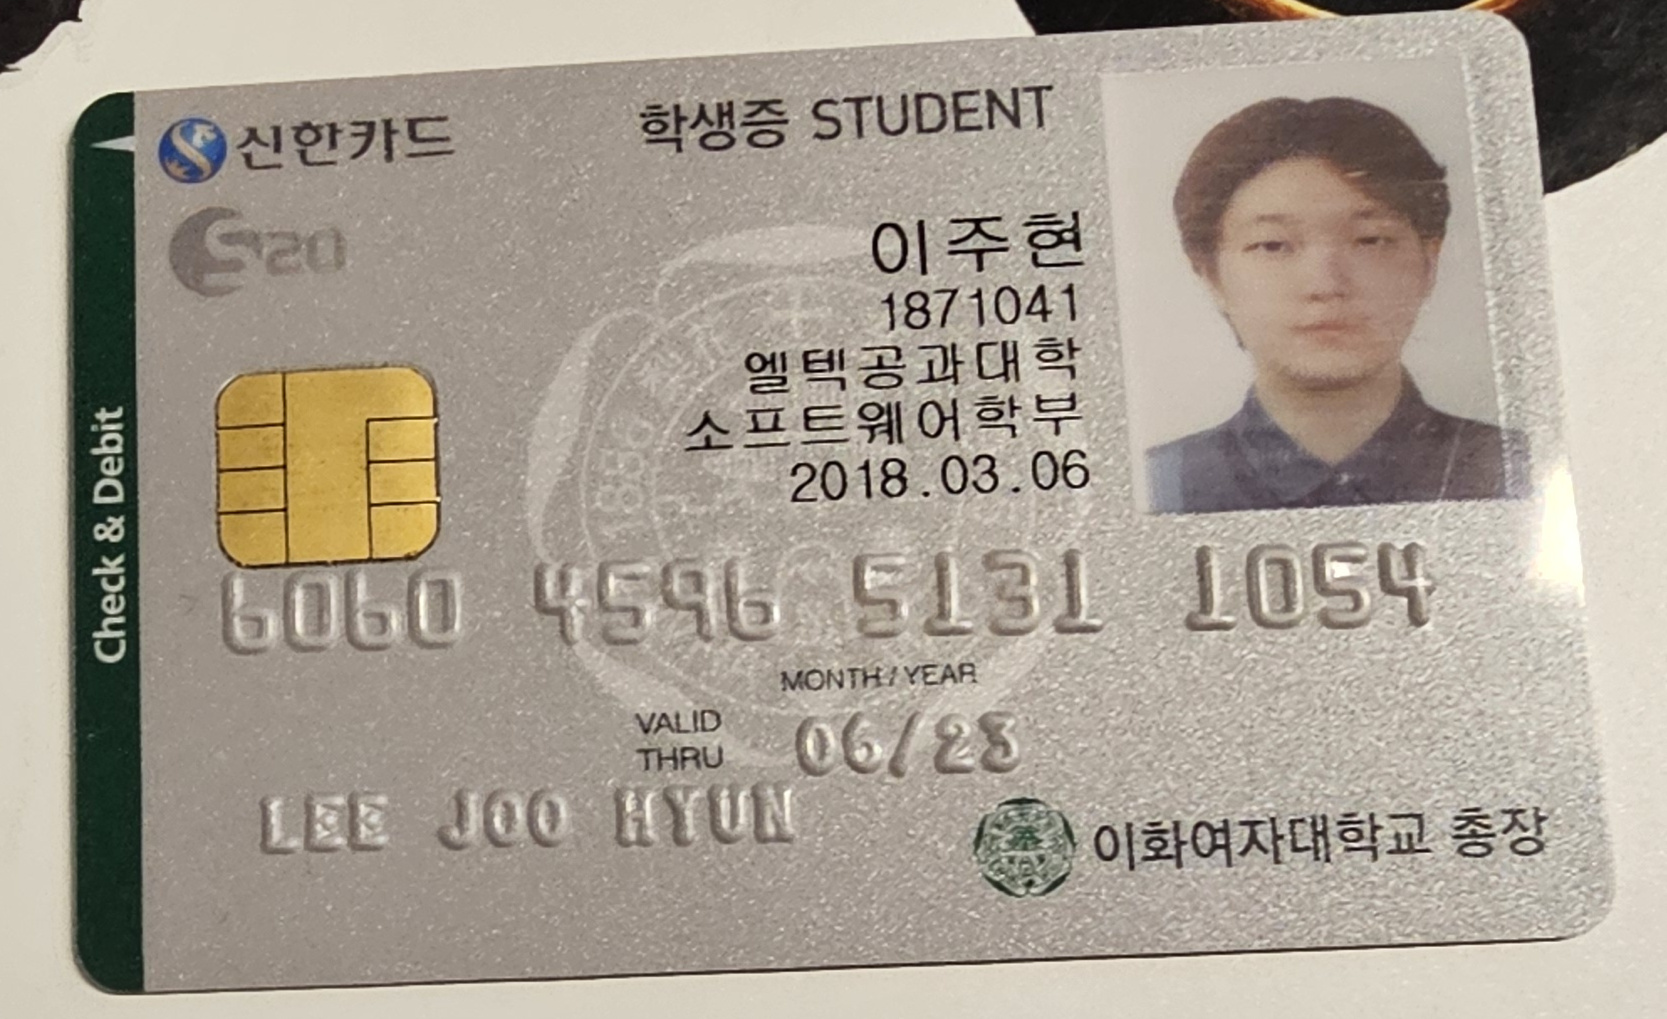 신한카드
학생증 STUDENT
S20
이주현
1871041
엘텍공과대학
소프트웨어학부
2018.03.06
Check & Debit
1886
6060 4596 5131 1054
MONTH/YEAR
VALID THRU 06/23
LEE JOO HYUN
이화여자대학교 총장